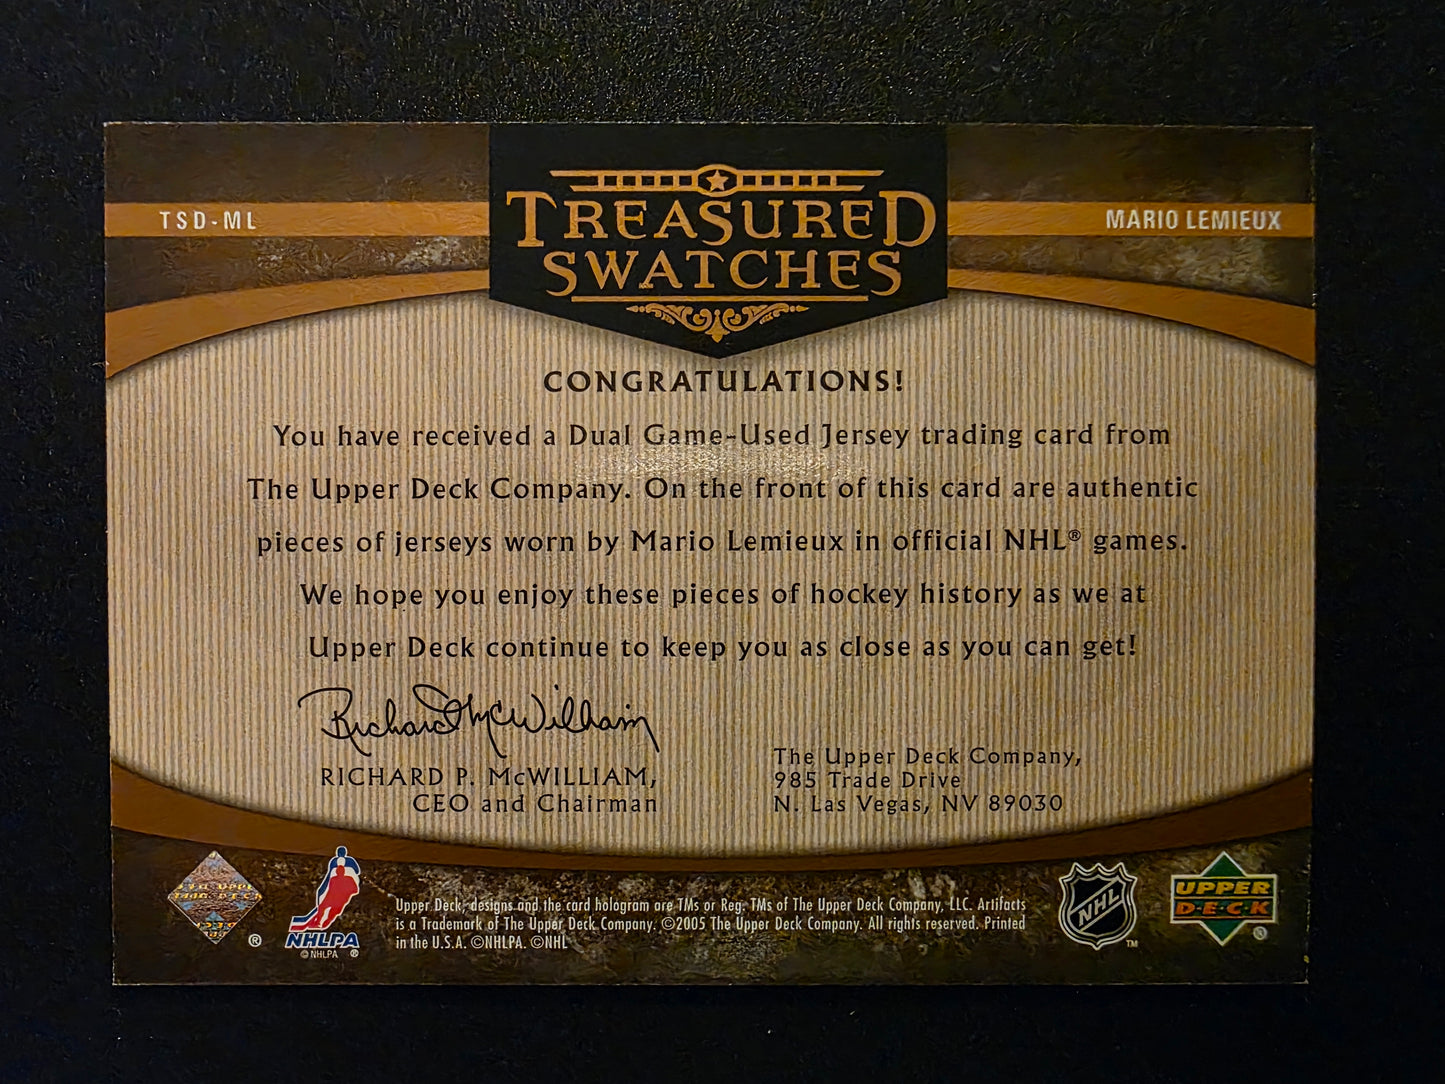 TSD-ML
MARIO LEMIEUX
TREASURED
SWATCHES
CONGRATULATIONS!
You have received a Dual Game-Used Jersey trading card from
The Upper Deck Company. On the front of this card are authentic
pieces of jerseys worn by Mario Lemieux in official NHL® games.
We hope you enjoy these pieces of hockey history as we at
Upper Deck continue to keep you as close as you can get!
Richard McWilliam
RICHARD P. McWILLIAM,
CEO and Chairman
The Upper Deck Company,
985 Trade Drive
N. Las Vegas, NV 89030
®
NHLPA
© NHLPA ®
Upper Deck, designs and the card hologram are TMs or Reg. TMs of The Upper Deck Company, LLC. Artifacts
is a Trademark of The Upper Deck Company. ©2005 The Upper Deck Company. All rights reserved. Printed
in the U.S.A. ©NHLPA. ©NHL
NHL
TM
UPPER
DECK
®